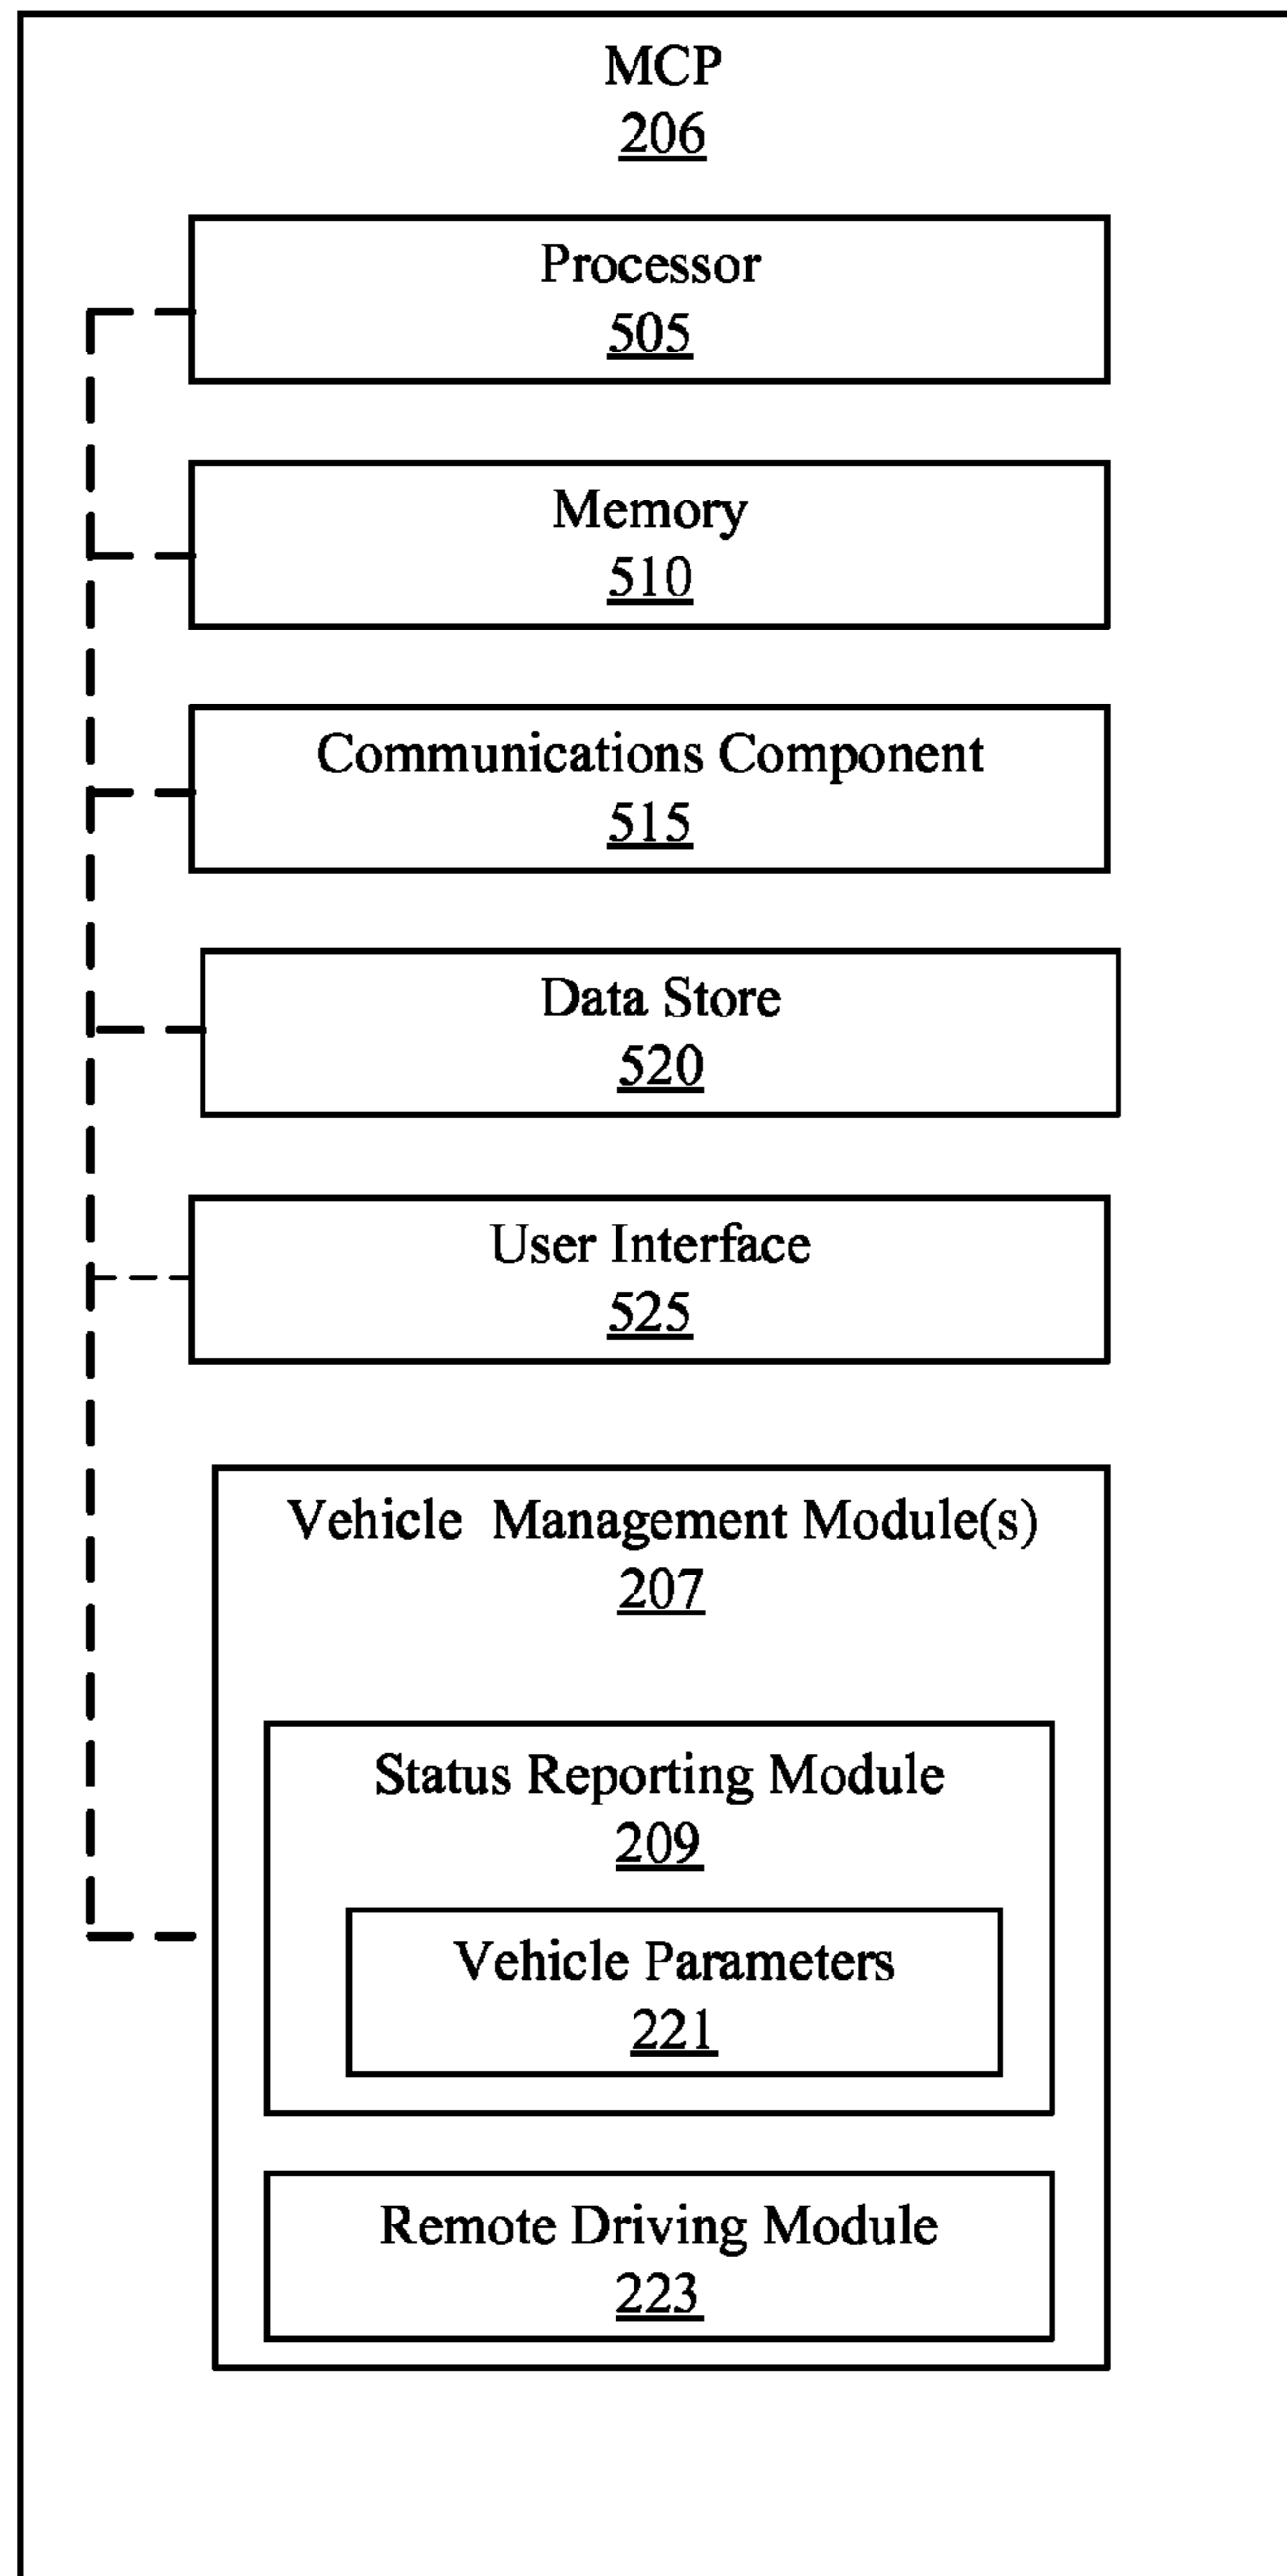 MCP
206
Processor
505
Memory
510
Communications Component
515
Data Store
520
User Interface
525
Vehicle Management Module(s)
207
Status Reporting Module
209
Vehicle Parameters
221
Remote Driving Module
223